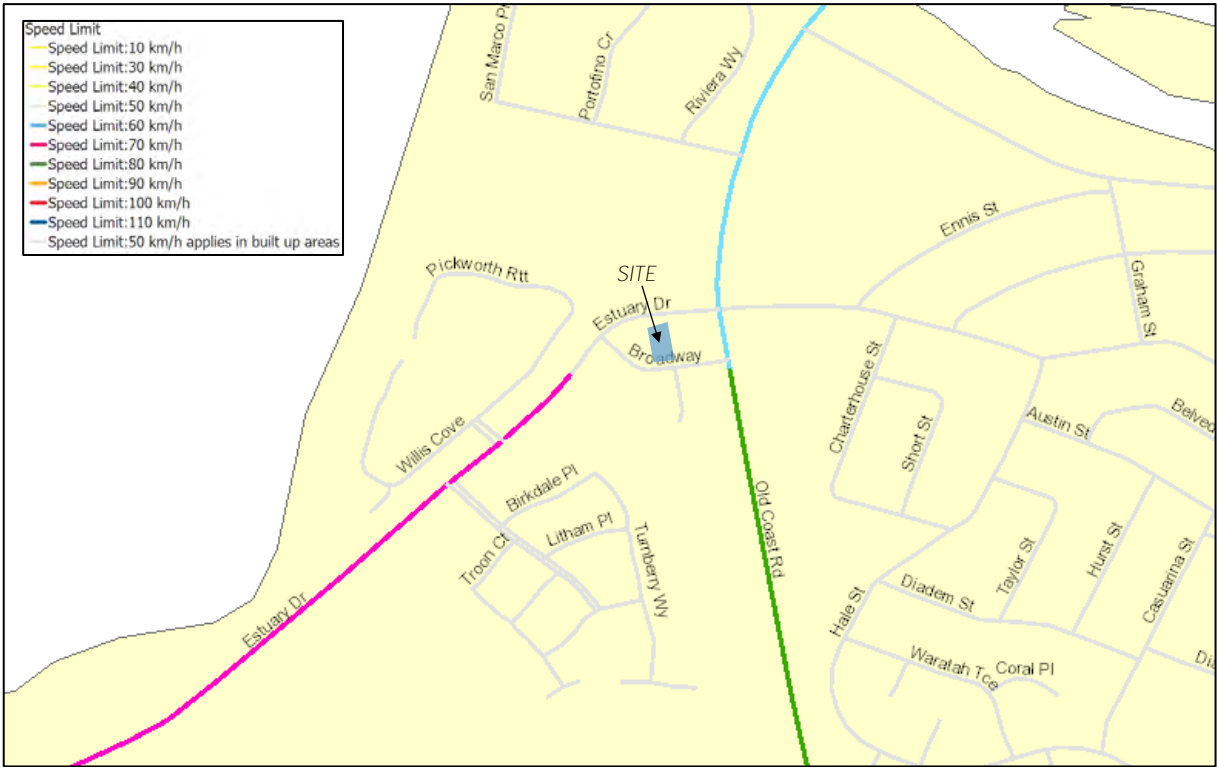 Speed Limit
Speed Limit:10 km/h
Speed Limit:30 km/h
Speed Limit:40 km/h
Speed Limit:50 km/h
Speed Limit:60 km/h
Speed Limit:70 km/h
Speed Limit:80 km/h
Speed Limit:90 km/h
Speed Limit:100 km/h
Speed Limit:110 km/h
Speed Limit:50 km/h applies in built up areas
San Marco Pl
Portofino Cr
Riviera Wy
Ennis St
Graham St
Pickworth Rtt
SITE
Estuary Dr
Broadway
Charterhouse St
Short St
Austin St
Belved
Willis Cove
Birkdale Pl
Litham Pl
Troon Ct
Turnberry Wy
Old Coast Rd
Estuary Dr
Hale St
Diadem St
Taylor St
Hurst St
Casuarina St
Waratah Tce
Coral Pl
Dia